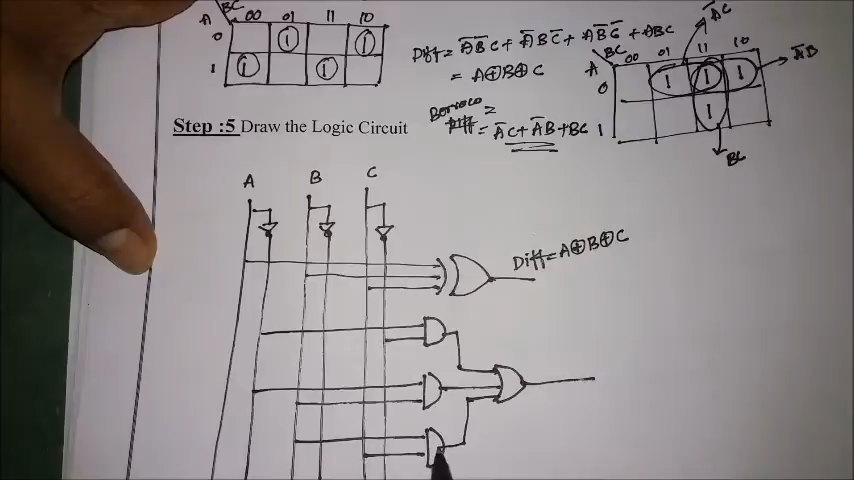 BC
A 00 01 11 10
0 1 1
1 1 1
Diff = A̅B̅C + A̅BC̅ + AB̅C̅ + ABC
= A⊕B⊕C
Borrow =
Diff = A̅C + A̅B + BC
A̅C
BC
A 00 01 11 10
0 1 1 1
1 1
A̅B
BC
Step :5 Draw the Logic Circuit
A B C
Diff = A⊕B⊕C